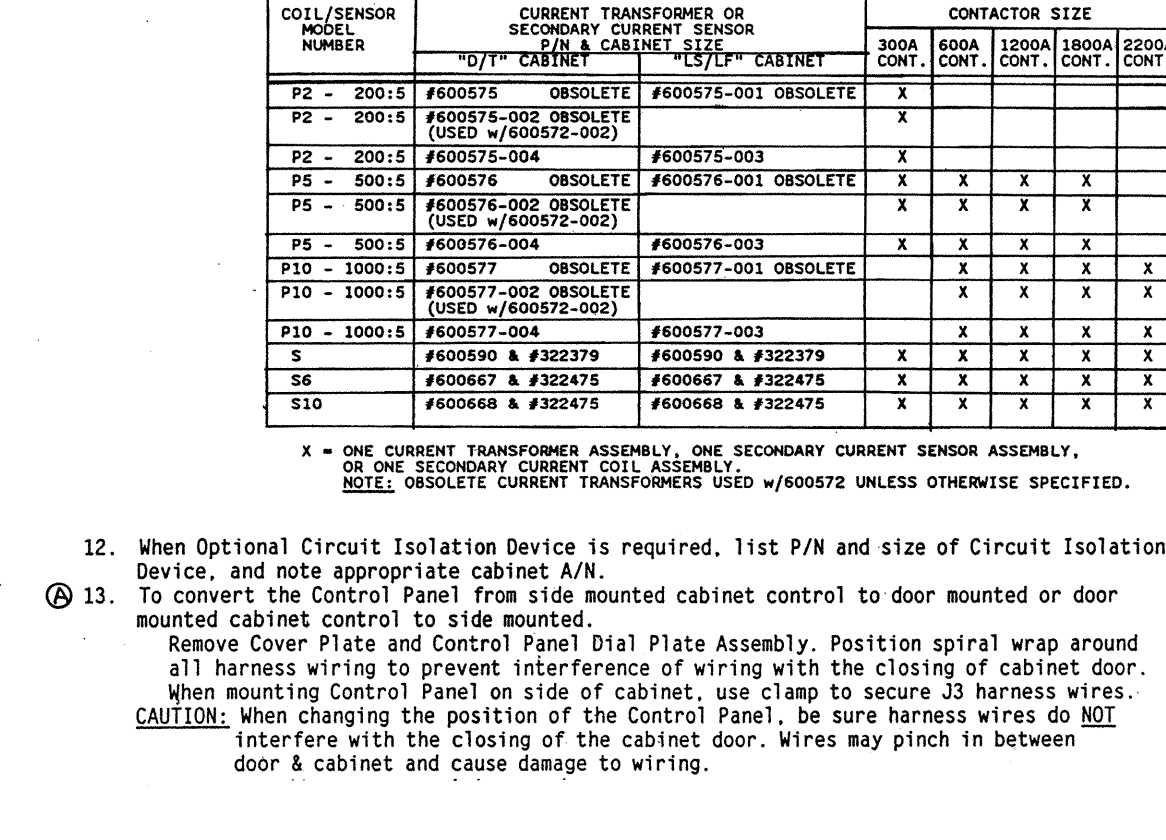 COIL/SENSOR MODEL NUMBER | CURRENT TRANSFORMER OR SECONDARY CURRENT SENSOR P/N & CABINET SIZE | CONTACTOR SIZE
"D/T" CABINET | "LS/LF" CABINET | 300A CONT. | 600A CONT. | 1200A CONT. | 1800A CONT. | 2200A CONT
P2 - 200:5 | #600575 OBSOLETE | #600575-001 OBSOLETE | X
P2 - 200:5 | #600575-002 OBSOLETE | | X
(USED w/600572-002)
P2 - 200:5 | #600575-004 | #600575-003 | X
P5 - 500:5 | #600576 OBSOLETE | #600576-001 OBSOLETE | X | X | X | X
P5 - 500:5 | #600576-002 OBSOLETE | | X | X | X | X
(USED w/600572-002)
P5 - 500:5 | #600576-004 | #600576-003 | X | X | X | X
P10 - 1000:5 | #600577 OBSOLETE | #600577-001 OBSOLETE | | X | X | X | X
P10 - 1000:5 | #600577-002 OBSOLETE | | | X | X | X | X
(USED w/600572-002)
P10 - 1000:5 | #600577-004 | #600577-003 | | X | X | X | X
S | #600590 & #322379 | #600590 & #322379 | X | X | X | X | X
S6 | #600667 & #322475 | #600667 & #322475 | X | X | X | X | X
S10 | #600668 & #322475 | #600668 & #322475 | X | X | X | X | X
X = ONE CURRENT TRANSFORMER ASSEMBLY, ONE SECONDARY CURRENT SENSOR ASSEMBLY,
OR ONE SECONDARY CURRENT COIL ASSEMBLY.
NOTE: OBSOLETE CURRENT TRANSFORMERS USED w/600572 UNLESS OTHERWISE SPECIFIED.
12. When Optional Circuit Isolation Device is required, list P/N and size of Circuit Isolation
Device, and note appropriate cabinet A/N.
(A) 13. To convert the Control Panel from side mounted cabinet control to door mounted or door
mounted cabinet control to side mounted.
Remove Cover Plate and Control Panel Dial Plate Assembly. Position spiral wrap around
all harness wiring to prevent interference of wiring with the closing of cabinet door.
When mounting Control Panel on side of cabinet, use clamp to secure J3 harness wires.
CAUTION: When changing the position of the Control Panel, be sure harness wires do NOT
interfere with the closing of the cabinet door. Wires may pinch in between
door & cabinet and cause damage to wiring.